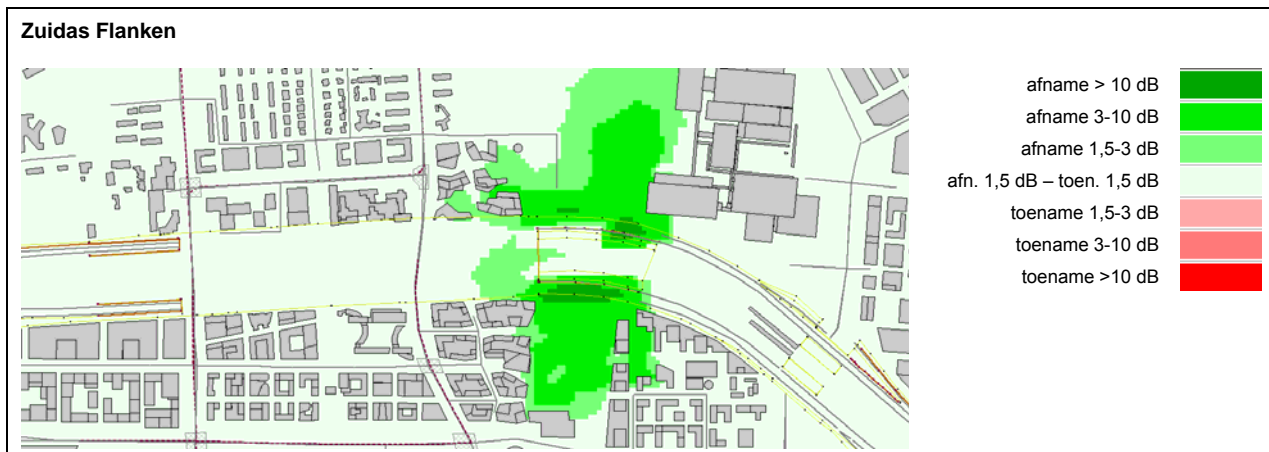 Zuidas Flanken
afname > 10 dB
afname 3-10 dB
afname 1,5-3 dB
afn. 1,5 dB – toen. 1,5 dB
toename 1,5-3 dB
toename 3-10 dB
toename >10 dB